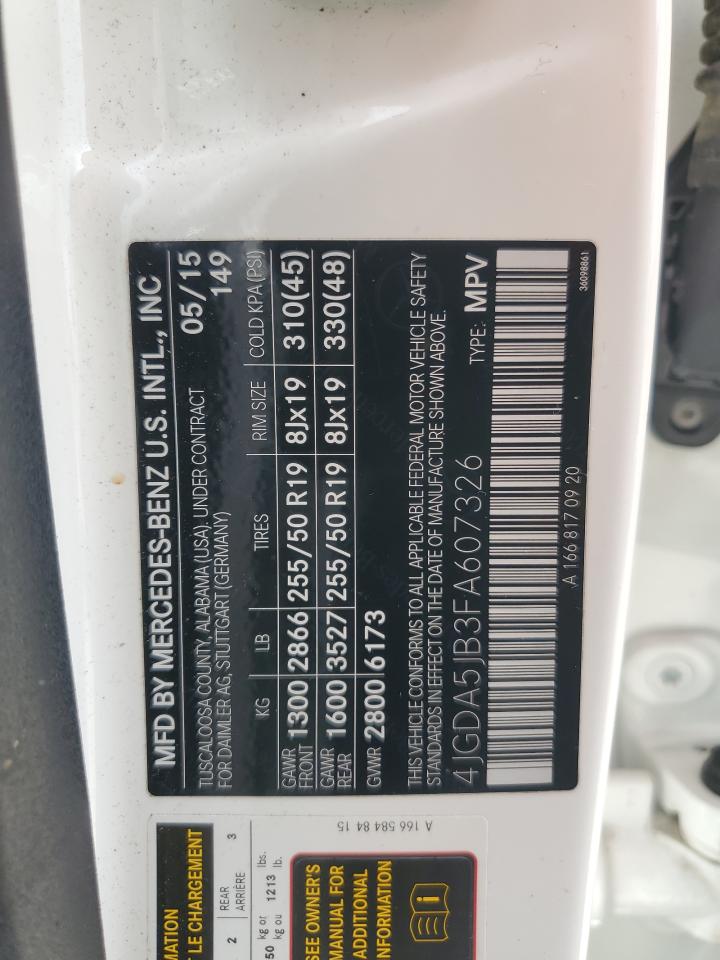 MFD BY MERCEDES-BENZ U.S. INTL., INC
TUSCALOOSA COUNTY, ALABAMA (USA). UNDER CONTRACT 05/15
FOR DAIMLER AG, STUTTGART (GERMANY) 149
KG LB TIRES RIM SIZE COLD KPA (PSI)
GAWR
FRONT 1300 2866 255/50 R19 8Jx19 310(45)
GAWR
REAR 1600 3527 255/50 R19 8Jx19 330(48)
GVWR 2800 6173
THIS VEHICLE CONFORMS TO ALL APPLICABLE FEDERAL MOTOR VEHICLE SAFETY
STANDARDS IN EFFECT ON THE DATE OF MANUFACTURE SHOWN ABOVE.
4JGDA5JB3FA607326 TYPE: MPV
A 166 817 09 20
36098861
A 166 584 84 15
LE CHARGEMENT
2 REAR 3
ARRIÈRE
kg or 1213 lbs.
kg ou lb.
SEE OWNER'S
MANUAL FOR
ADDITIONAL